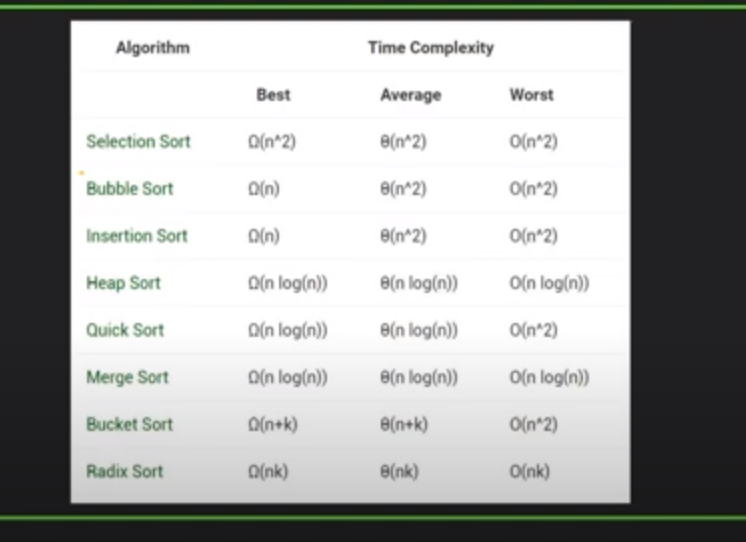 Algorithm Time Complexity
Best Average Worst
Selection Sort Ω(n^2) θ(n^2) O(n^2)
Bubble Sort Ω(n) θ(n^2) O(n^2)
Insertion Sort Ω(n) θ(n^2) O(n^2)
Heap Sort Ω(n log(n)) θ(n log(n)) O(n log(n))
Quick Sort Ω(n log(n)) θ(n log(n)) O(n^2)
Merge Sort Ω(n log(n)) θ(n log(n)) O(n log(n))
Bucket Sort Ω(n+k) θ(n+k) O(n^2)
Radix Sort Ω(nk) θ(nk) O(nk)